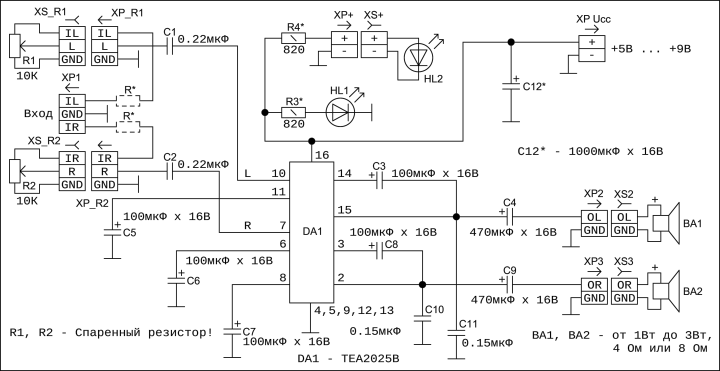 XS_R1 XP_R1 C1 R4* XP+ XS+ XP Ucc
IL IL 0.22мкФ + + +
L L 820 - - - +5В ... +9В
R1 GND GND HL2
10К
XP1 R* R3* HL1 + C12*
IL
Вход GND R* 820
IR
XS_R2 C12* - 1000мкФ х 16В
IR IR C2 16
R R 0.22мкФ L 10 14 + C3
R2 GND GND 11 100мкФ х 16В
10К XP_R2 C4 XP2 XS2 +
100мкФ х 16В 15 + OL OL BA1
+ C5 R 7 DA1 100мкФ х 16В 470мкФ х 16В GND GND
6 3 + C8
100мкФ х 16В C9 XP3 XS3 +
+ C6 8 2 + OR OR BA2
470мкФ х 16В GND GND
4,5,9,12,13 C10
R1, R2 - Спаренный резистор! + C7 0.15мкФ C11 BA1, BA2 - от 1Вт до 3Вт,
100мкФ х 16В 0.15мкФ 4 Ом или 8 Ом
DA1 - TEA2025B